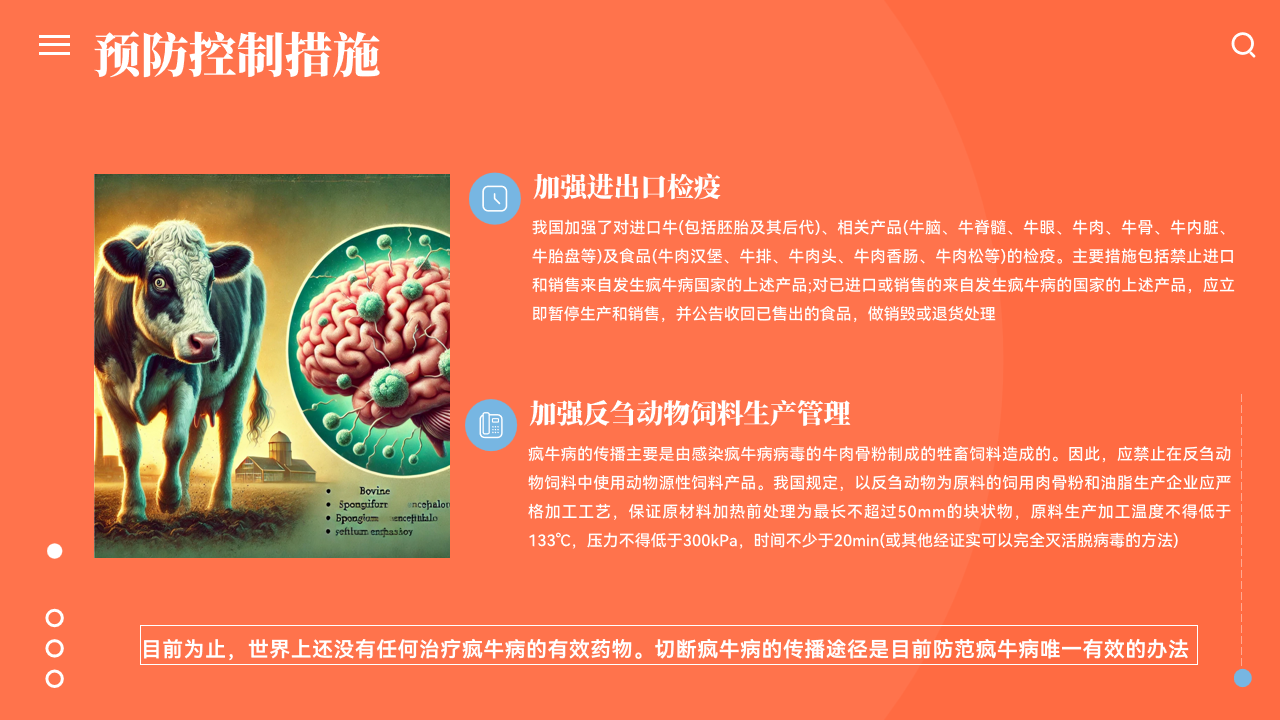 预防控制措施
加强进出口检疫
我国加强了对进口牛(包括胚胎及其后代)、相关产品(牛脑、牛脊髓、牛眼、牛肉、牛骨、牛内脏、
牛胎盘等)及食品(牛肉汉堡、牛排、牛肉头、牛肉香肠、牛肉松等)的检疫。主要措施包括禁止进口
和销售来自发生疯牛病国家的上述产品;对已进口或销售的来自发生疯牛病的国家的上述产品，应立
即暂停生产和销售，并公告收回已售出的食品，做销毁或退货处理
加强反刍动物饲料生产管理
疯牛病的传播主要是由感染疯牛病病毒的牛肉骨粉制成的牲畜饲料造成的。因此，应禁止在反刍动
物饲料中使用动物源性饲料产品。我国规定，以反刍动物为原料的饲用肉骨粉和油脂生产企业应严
格加工工艺，保证原材料加热前处理为最长不超过50mm的块状物，原料生产加工温度不得低于
133℃，压力不得低于300kPa，时间不少于20min(或其他经证实可以完全灭活脱病毒的方法)
Bovine
目前为止，世界上还没有任何治疗疯牛病的有效药物。切断疯牛病的传播途径是目前防范疯牛病唯一有效的办法